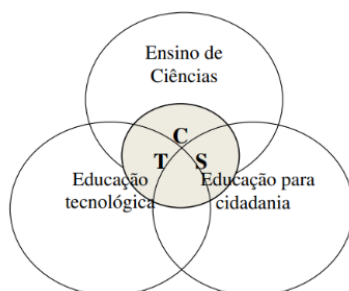 Ensino de
Ciências
C
T S
Educação
tecnológica
Educação para
cidadania